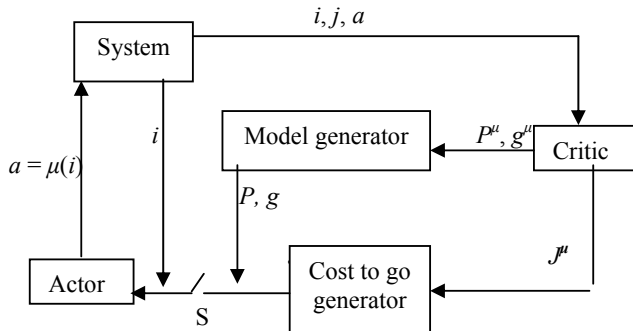 i, j, a
System
i
Model generator
P^μ, g^μ
Critic
a = μ(i)
P, g
J^μ
Actor
S
Cost to go
generator